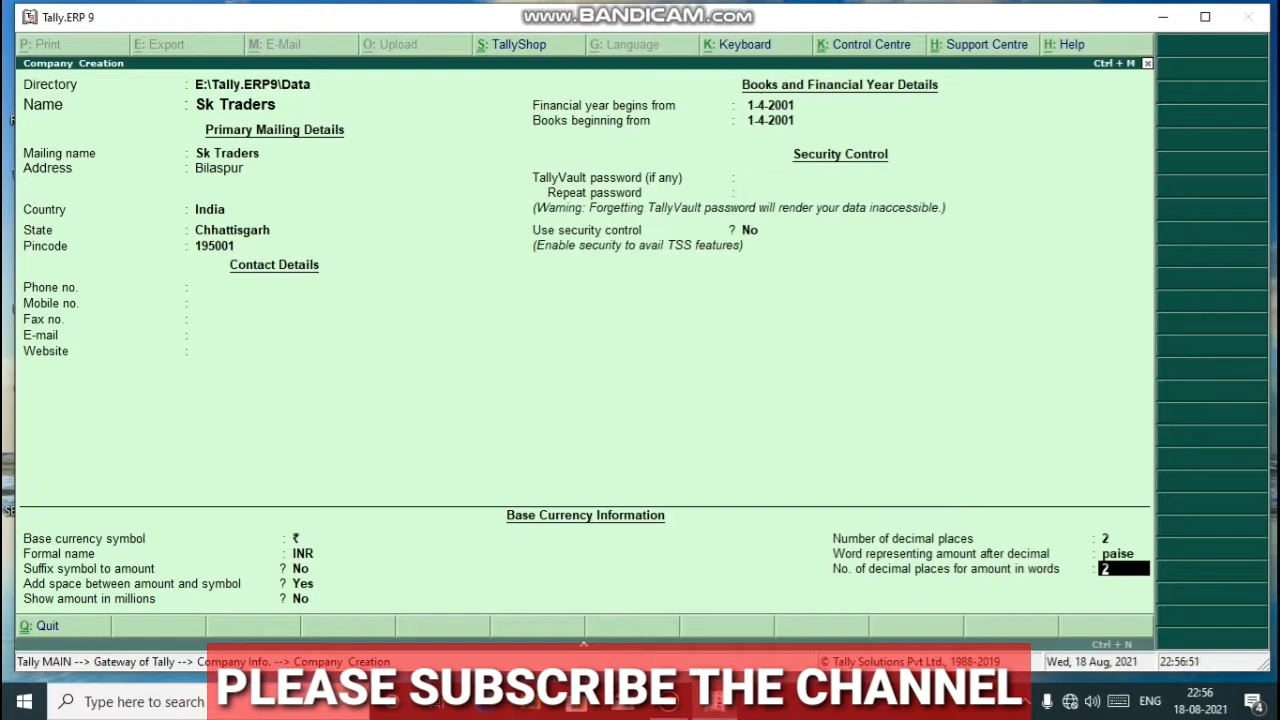 Tally.ERP 9
www.BANDICAM.com
P: Print E: Export M: E-Mail O: Upload S: TallyShop G: Language K: Keyboard K: Control Centre H: Support Centre H: Help
Company Creation Ctrl + M
Directory : E:\Tally.ERP9\Data
Name : Sk Traders
Primary Mailing Details
Mailing name : Sk Traders
Address : Bilaspur
Country : India
State : Chhattisgarh
Pincode : 195001
Contact Details
Phone no. :
Mobile no. :
Fax no. :
E-mail :
Website :
Books and Financial Year Details
Financial year begins from : 1-4-2001
Books beginning from : 1-4-2001
Security Control
TallyVault password (if any) :
Repeat password :
(Warning: Forgetting TallyVault password will render your data inaccessible.)
Use security control ? No
(Enable security to avail TSS features)
Base Currency Information
Base currency symbol : ₹
Formal name : INR
Suffix symbol to amount ? No
Add space between amount and symbol ? Yes
Show amount in millions ? No
Number of decimal places : 2
Word representing amount after decimal : paise
No. of decimal places for amount in words : 2
Q: Quit
Ctrl + N
Tally MAIN --> Gateway of Tally --> Company Info. --> Company Creation © Tally Solutions Pvt Ltd., 1988-2019 Wed, 18 Aug, 2021 22:56:51
PLEASE SUBSCRIBE THE CHANNEL
Type here to search
ENG
22:56
18-08-2021
4